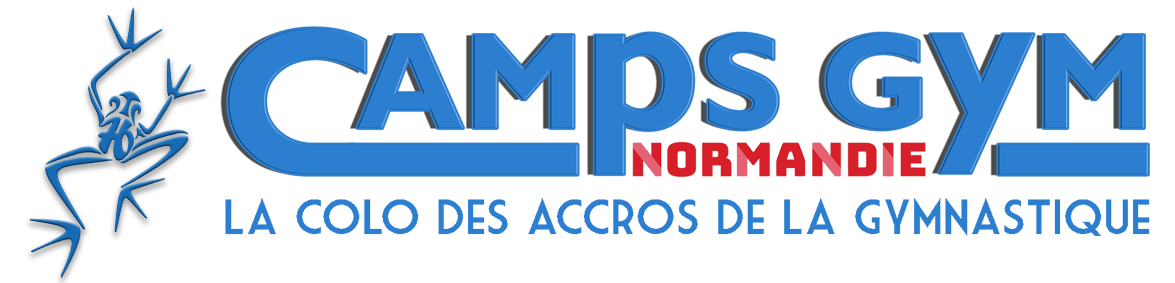 CAMPS GYM
NORMANDIE
LA COLO DES ACCROS DE LA GYMNASTIQUE